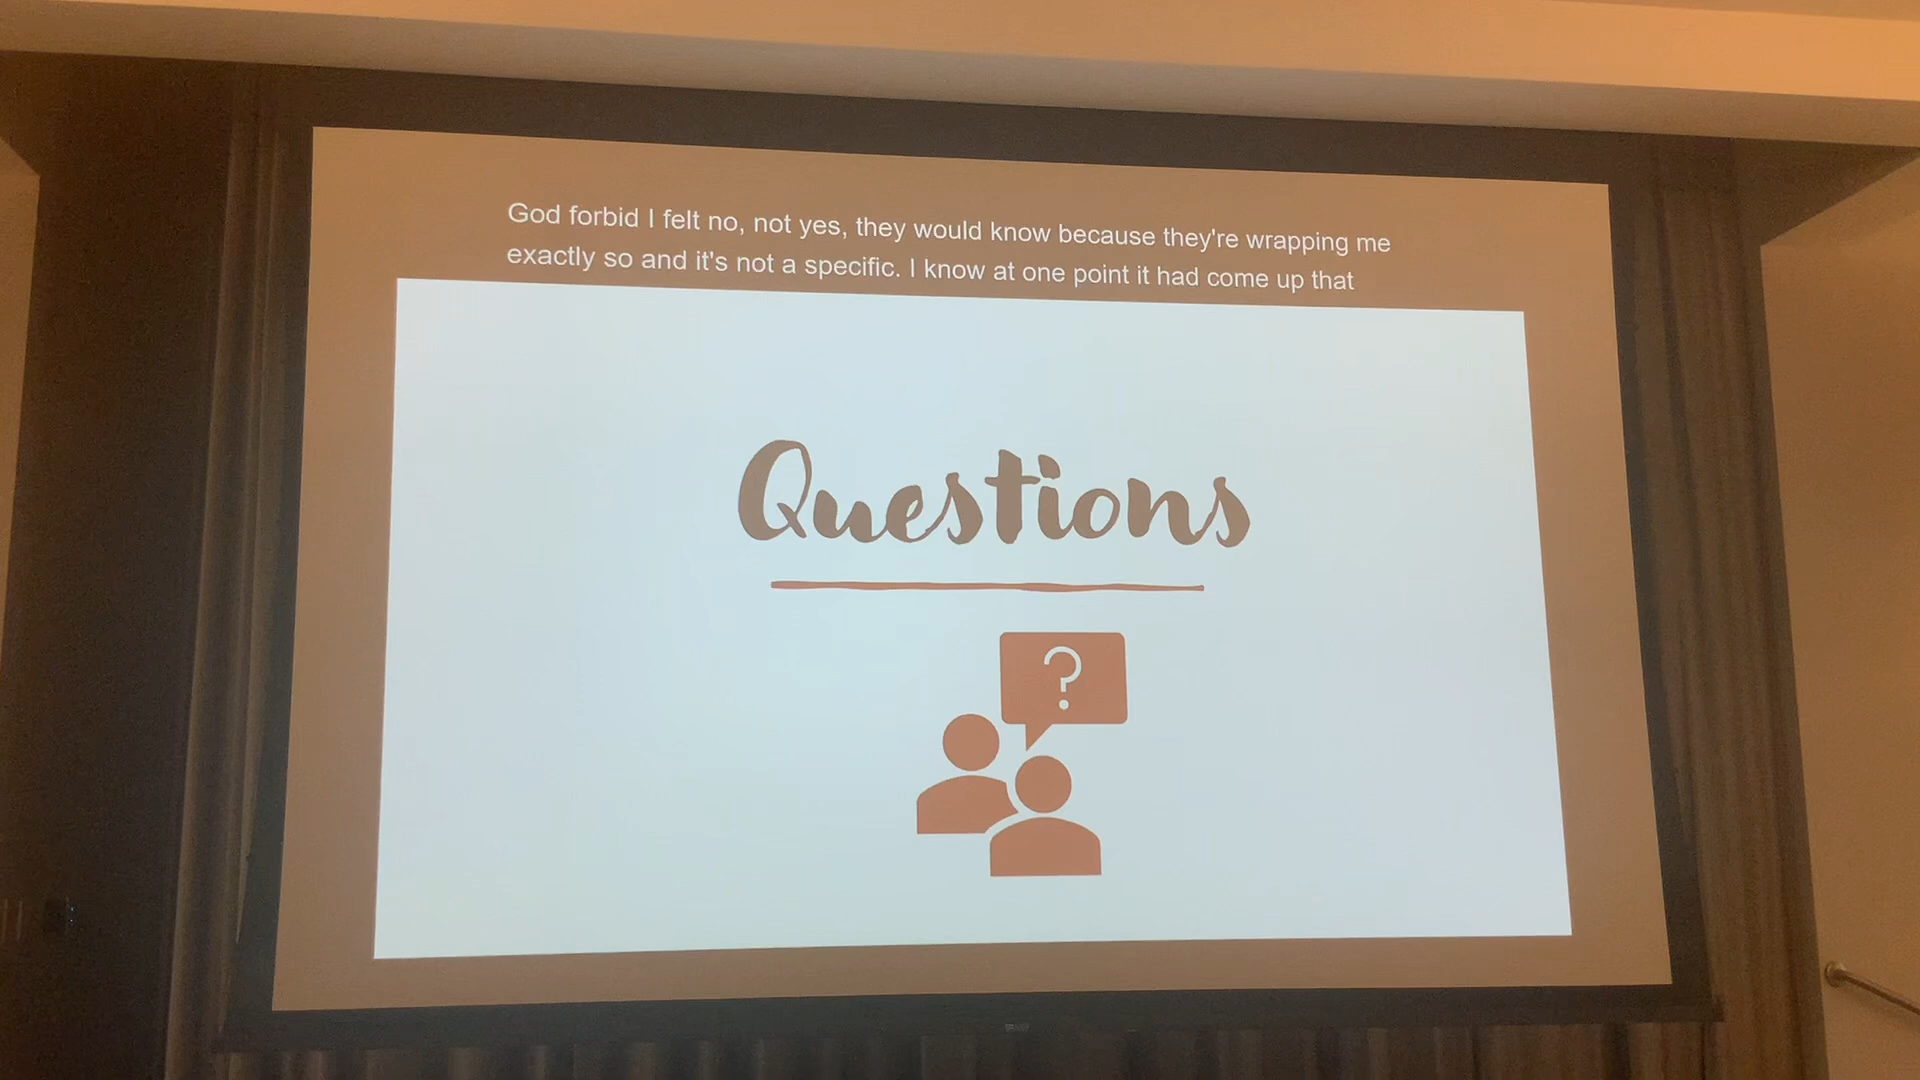 God forbid I felt no, not yes, they would know because they're wrapping me
exactly so and it's not a specific. I know at one point it had come up that
Questions
?